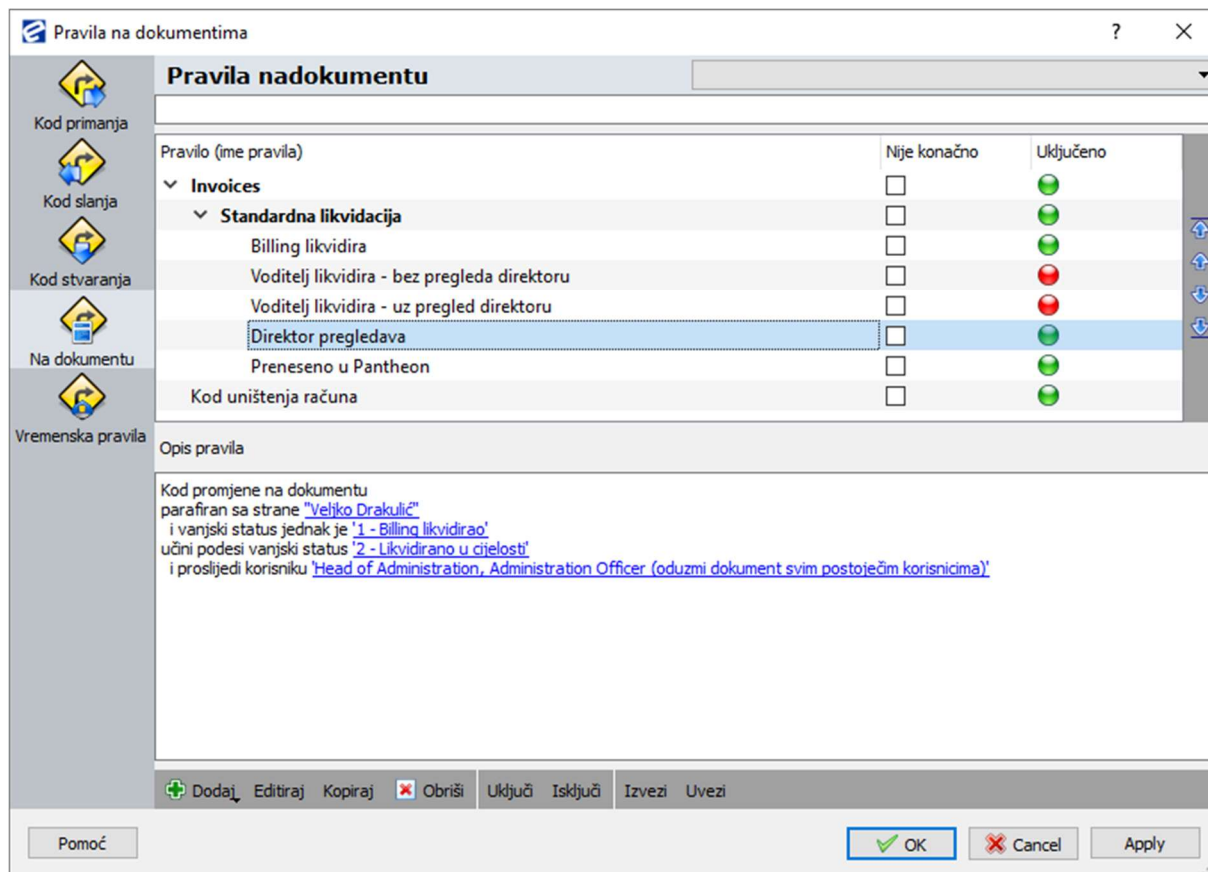 Pravila na dokumentima
?
Pravila nadokumentu
Kod primanja
Kod slanja
Kod stvaranja
Na dokumentu
Vremenska pravila
Pravilo (ime pravila) Nije konačno Uključeno
Invoices
Standardna likvidacija
Billing likvidira
Voditelj likvidira - bez pregleda direktoru
Voditelj likvidira - uz pregled direktoru
Direktor pregledava
Preneseno u Pantheon
Kod uništenja računa
Opis pravila
Kod promjene na dokumentu
parafiran sa strane "Veljko Drakulić"
i vanjski status jednak je '1 - Billing likvidirao'
učini podesi vanjski status '2 - Likvidirano u cijelosti'
i proslijedi korisniku 'Head of Administration, Administration Officer (oduzmi dokument svim postoječim korisnicima)'
Dodaj Editiraj Kopiraj Obriši Uključi Isključi Izvezi Uvezi
Pomoć OK Cancel Apply